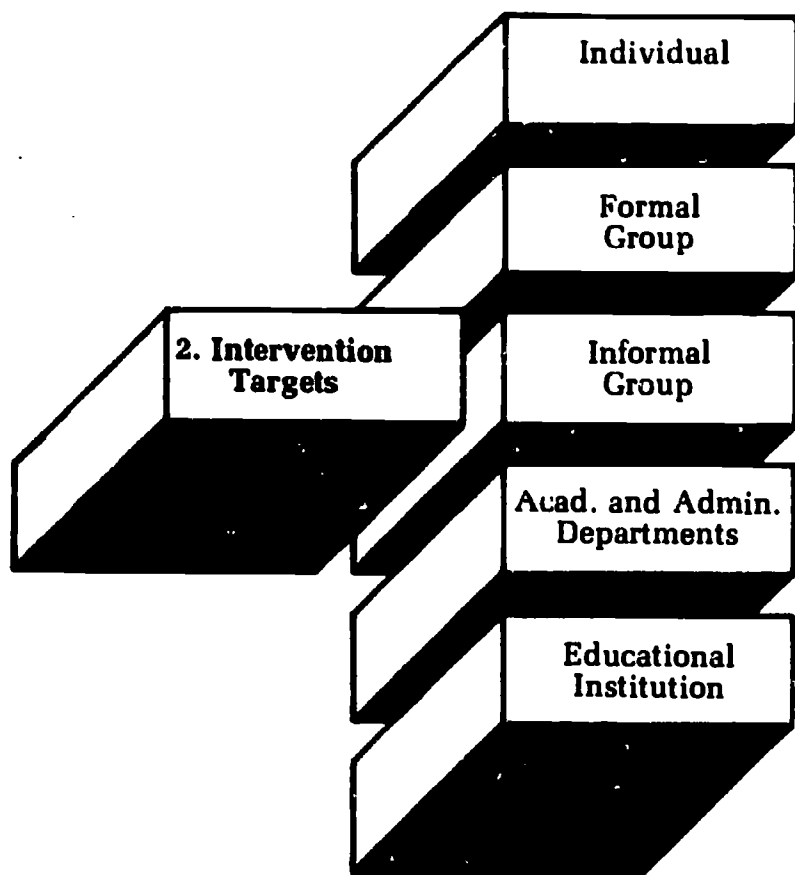 Individual
Formal
Group
2. Intervention
Targets
Informal
Group
Acad. and Admin.
Departments
Educational
Institution